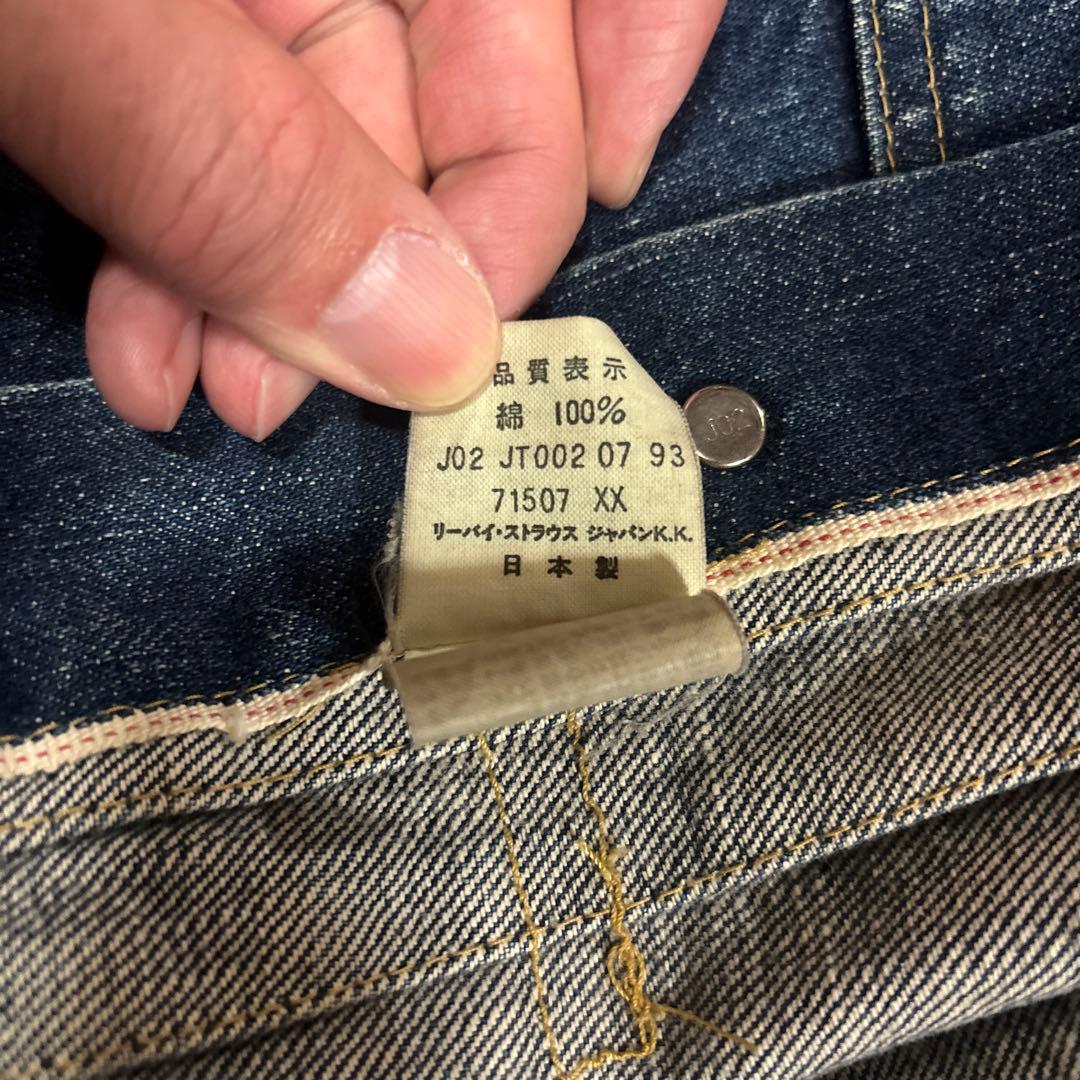 品質表示
綿 100%
J02 JT002 07 93
71507 XX
リーバイ・ストラウス ジャパンK.K.
日本製
J02